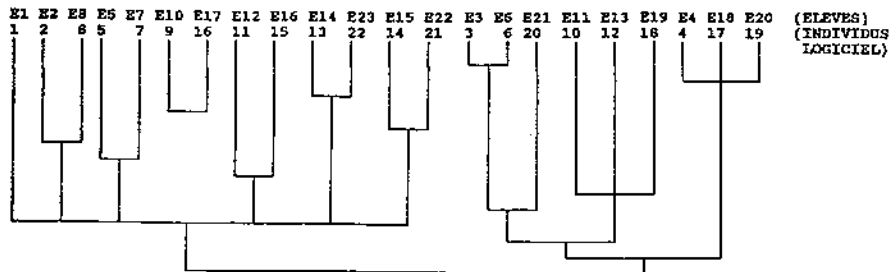 E1 E2 E8 E5 E7 E10 E17 E12 E16 E14 E23 E15 E22 E3 E6 E21 E11 E13 E19 E4 E18 E20 (ELEVES)
1 2 8 5 7 9 16 11 15 13 22 14 21 3 6 20 10 12 18 4 17 19 (INDIVIDUS
LOGICIEL)